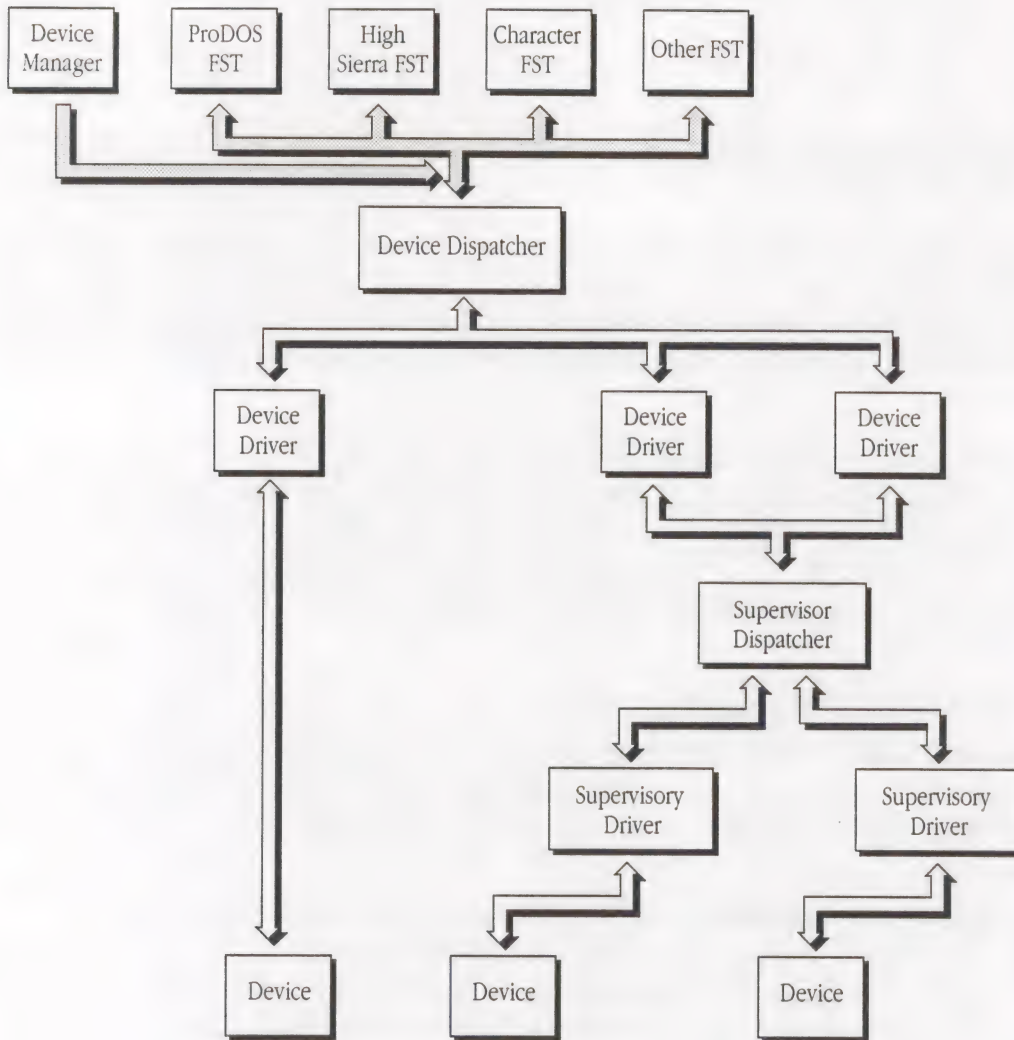 Device
Manager
ProDOS
FST
High
Sierra FST
Character
FST
Other FST
Device Dispatcher
Device
Driver
Device
Driver
Device
Driver
Supervisor
Dispatcher
Supervisory
Driver
Supervisory
Driver
Device
Device
Device